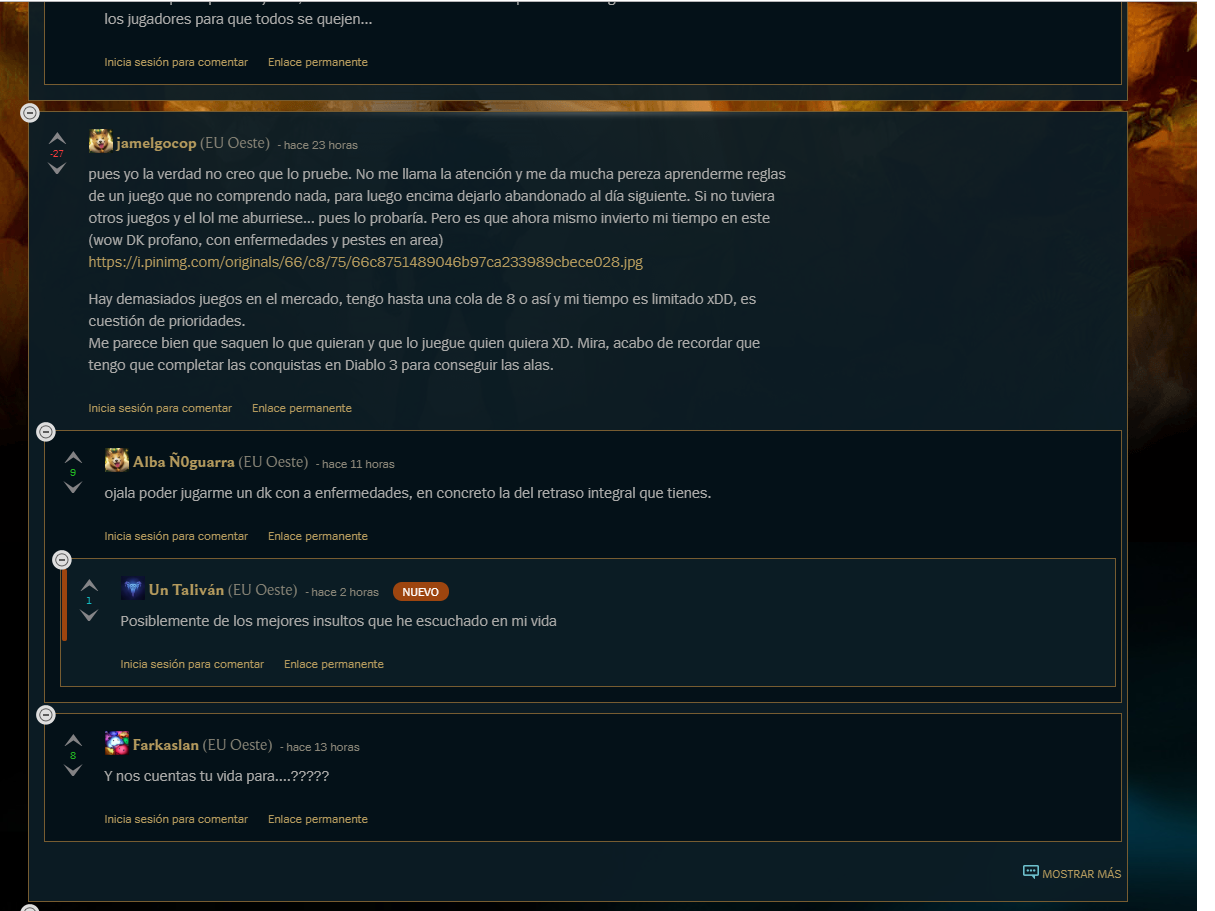 los jugadores para que todos se quejen...
Inicia sesión para comentar Enlace permanente
jamelgocop (EU Oeste) - hace 23 horas
-27
pues yo la verdad no creo que lo pruebe. No me llama la atención y me da mucha pereza aprenderme reglas
de un juego que no comprendo nada, para luego encima dejarlo abandonado al día siguiente. Si no tuviera
otros juegos y el lol me aburriese... pues lo probaría. Pero es que ahora mismo invierto mi tiempo en este
(wow DK profano, con enfermedades y pestes en area)
https://i.pinimg.com/originals/66/c8/75/66c8751489046b97ca233989cbece028.jpg
Hay demasiados juegos en el mercado, tengo hasta una cola de 8 o así y mi tiempo es limitado xDD, es
cuestión de prioridades.
Me parece bien que saquen lo que quieran y que lo juegue quien quiera XD. Mira, acabo de recordar que
tengo que completar las conquistas en Diablo 3 para conseguir las alas.
Inicia sesión para comentar Enlace permanente
Alba Ñ0guarra (EU Oeste) - hace 11 horas
9
ojala poder jugarme un dk con a enfermedades, en concreto la del retraso integral que tienes.
Inicia sesión para comentar Enlace permanente
Un Taliván (EU Oeste) - hace 2 horas NUEVO
1
Posiblemente de los mejores insultos que he escuchado en mi vida
Inicia sesión para comentar Enlace permanente
Farkaslan (EU Oeste) - hace 13 horas
8
Y nos cuentas tu vida para....?????
Inicia sesión para comentar Enlace permanente
MOSTRAR MÁS